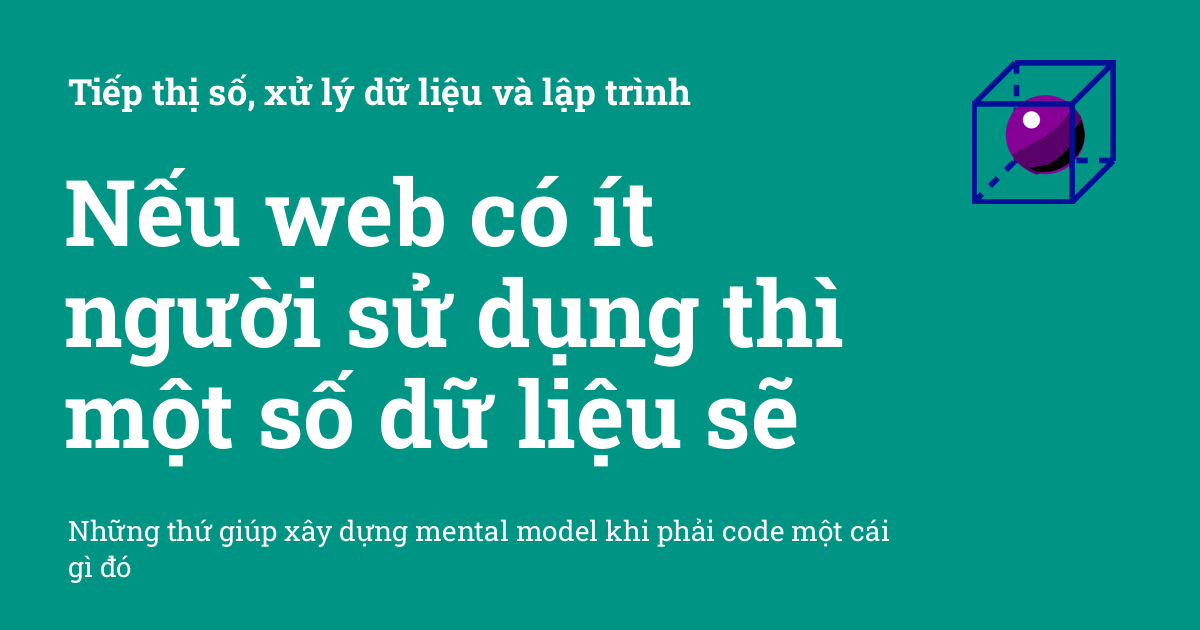 Tiếp thị số, xử lý dữ liệu và lập trình
Nếu web có ít
người sử dụng thì
một số dữ liệu sẽ
Những thứ giúp xây dựng mental model khi phải code một cái
gì đó